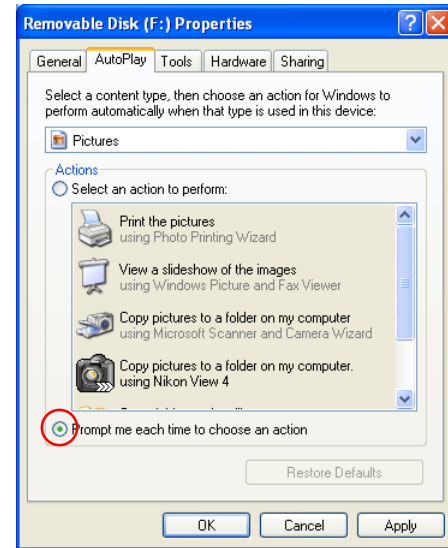 Removable Disk (F:) Properties
General AutoPlay Tools Hardware Sharing
Select a content type, then choose an action for Windows to
perform automatically when that type is used in this device:
Pictures
Actions
Select an action to perform:
Print the pictures
using Photo Printing Wizard
View a slideshow of the images
using Windows Picture and Fax Viewer
Copy pictures to a folder on my computer
using Microsoft Scanner and Camera Wizard
Copy pictures to a folder on my computer.
using Nikon View 4
Prompt me each time to choose an action
Restore Defaults
OK Cancel Apply